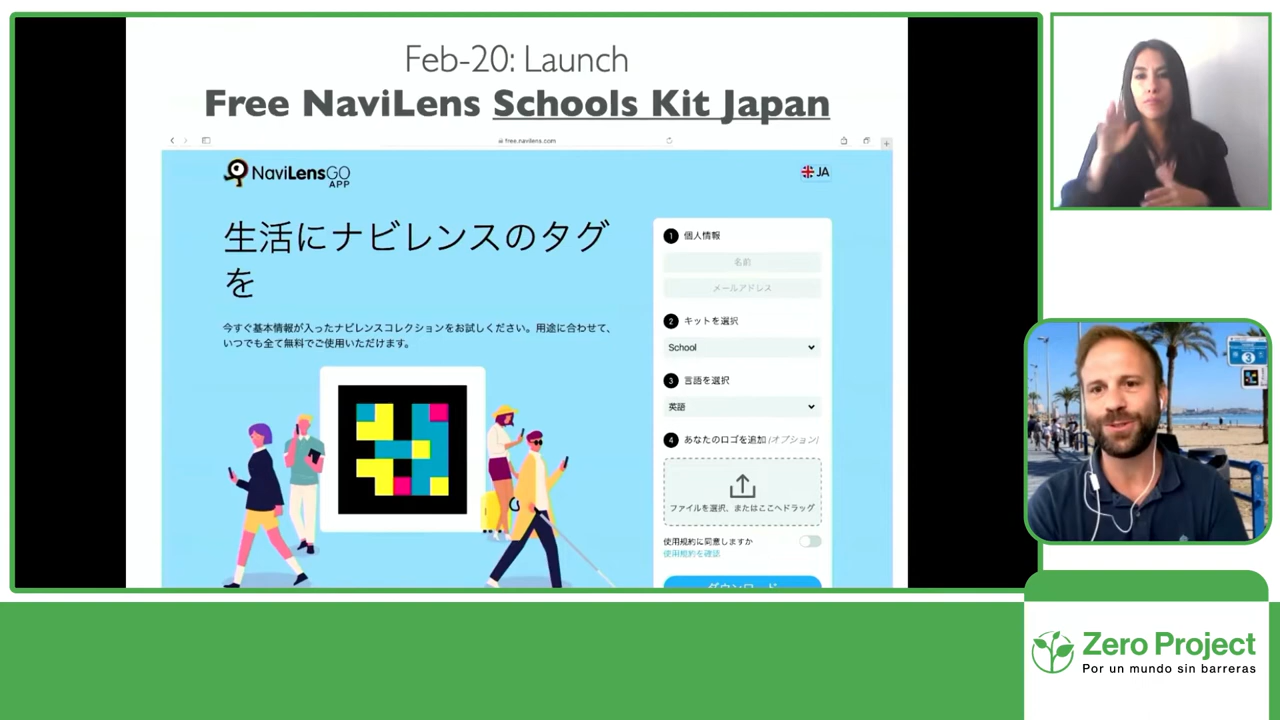 Feb-20: Launch
Free NaviLens Schools Kit Japan
free.navilens.com
NaviLensGO
APP
JA
生活にナビレンスのタグ
を
今すぐ基本情報が入ったナビレンスコレクションをお試しください。用途に合わせて、
いつでも全て無料でご使用いただけます。
1 個人情報
名前
メールアドレス
2 キットを選択
School
3 言語を選択
英語
4 あなたのロゴを追加 (オプション)
ファイルを選択、またはここへドラッグ
使用規約に同意しますか
使用規約を確認
ダウンロード
3
Zero Project
Por un mundo sin barreras